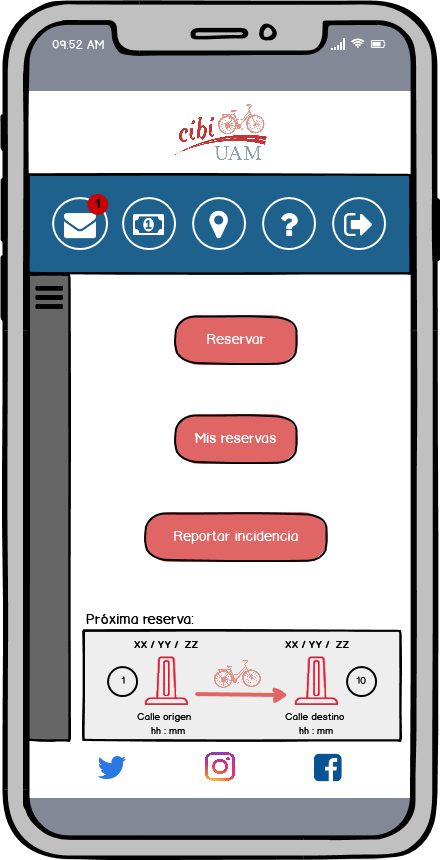 09:52 AM
cibi
UAM
1
1
Reservar
Mis reservas
Reportar incidencia
Próxima reserva:
XX / YY / ZZ
XX / YY / ZZ
1
10
Calle origen
Calle destino
hh : mm
hh : mm